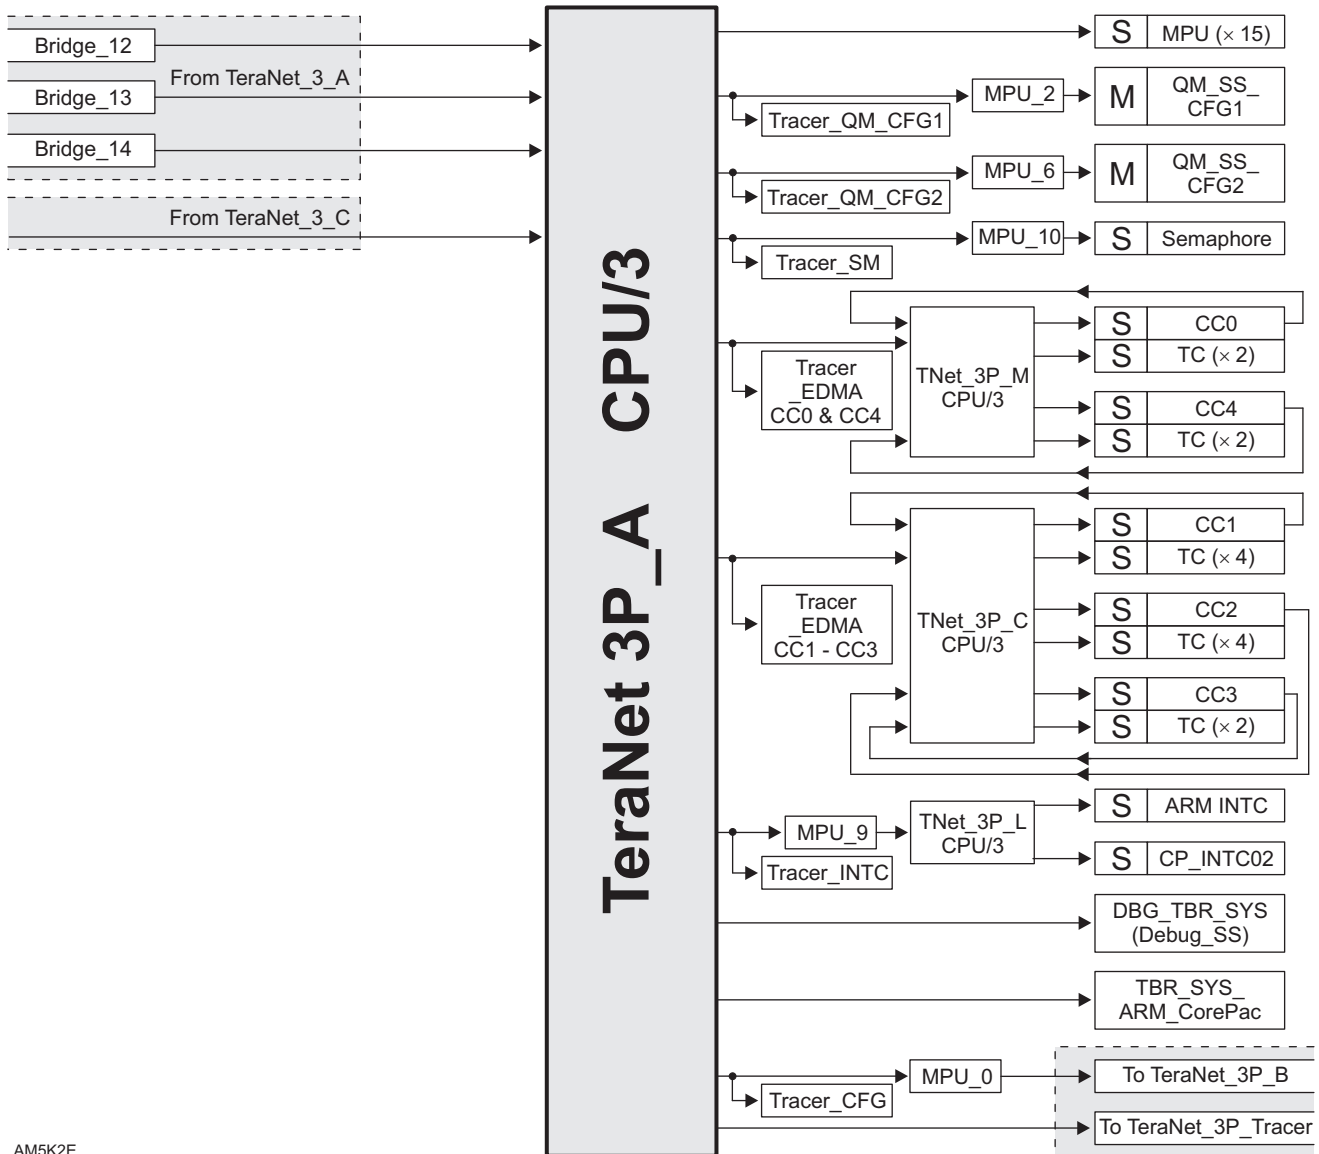 Bridge_12
From TeraNet_3_A
Bridge_13
Bridge_14
From TeraNet_3_C
TeraNet 3P_A CPU/3
S MPU (× 15)
Tracer_QM_CFG1
MPU_2
M QM_SS_
CFG1
Tracer_QM_CFG2
MPU_6
M QM_SS_
CFG2
Tracer_SM
MPU_10
S Semaphore
Tracer
_EDMA
CC0 & CC4
TNet_3P_M
CPU/3
S CC0
S TC (× 2)
S CC4
S TC (× 2)
Tracer
_EDMA
CC1 - CC3
TNet_3P_C
CPU/3
S CC1
S TC (× 4)
S CC2
S TC (× 4)
S CC3
S TC (× 2)
MPU_9
Tracer_INTC
TNet_3P_L
CPU/3
S ARM INTC
S CP_INTC02
DBG_TBR_SYS
(Debug_SS)
TBR_SYS_
ARM_CorePac
Tracer_CFG
MPU_0
To TeraNet_3P_B
To TeraNet_3P_Tracer
AM5K2E